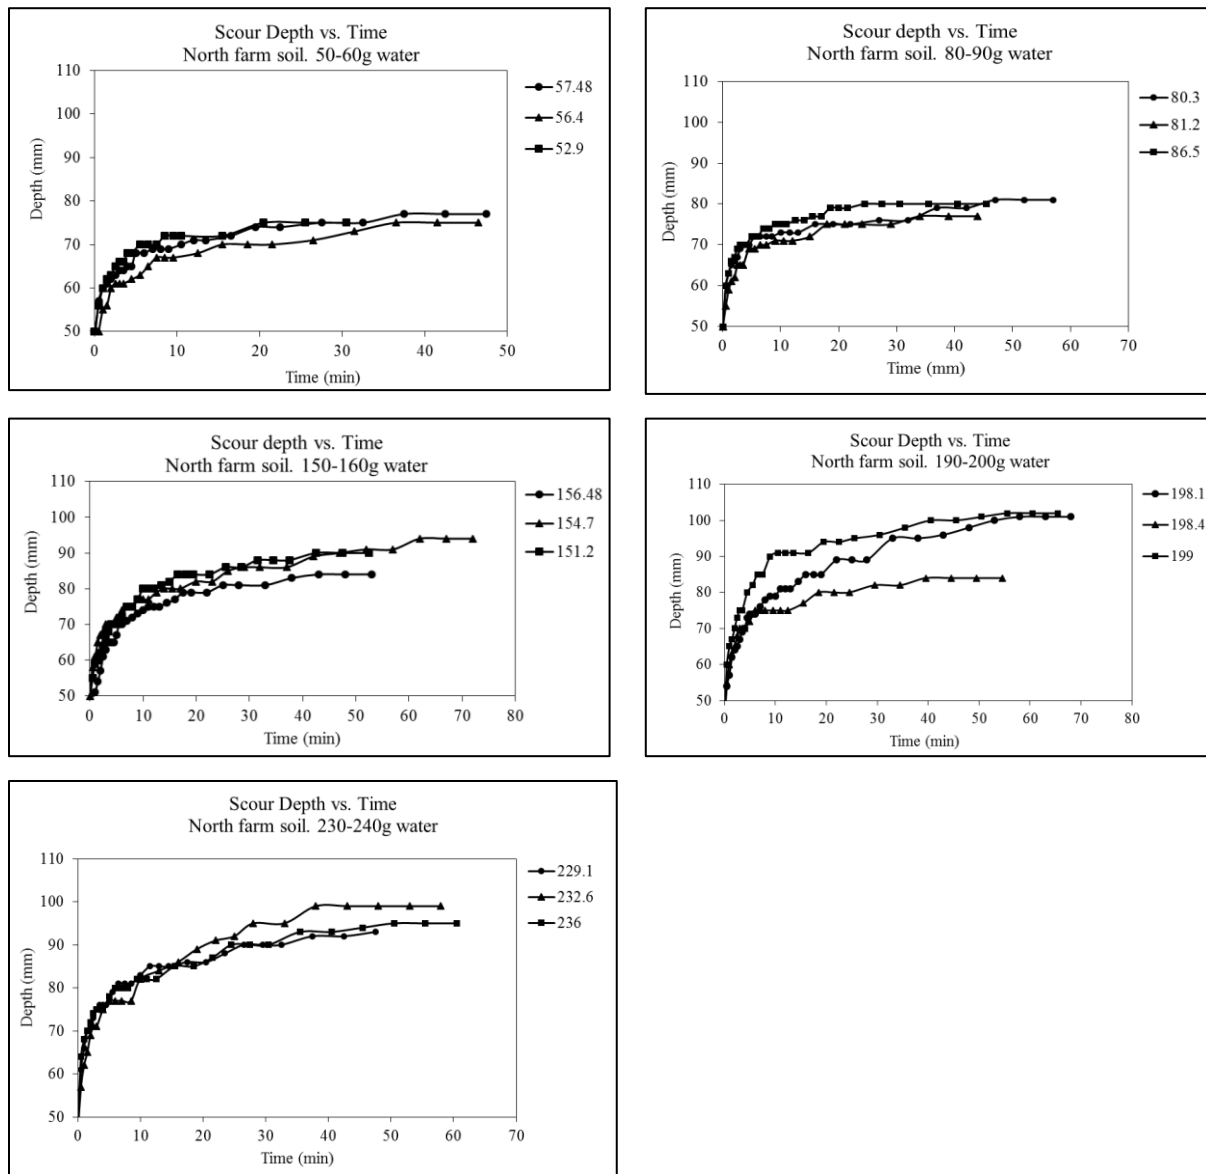 Scour Depth vs. Time
North farm soil. 50-60g water
110
100
90
80
70
60
50
Depth (mm)
0 10 20 30 40 50
Time (min)
57.48
56.4
52.9
Scour depth vs. Time
North farm soil. 80-90g water
110
100
90
80
70
60
50
Depth (mm)
0 10 20 30 40 50 60 70
Time (mm)
80.3
81.2
86.5
Scour depth vs. Time
North farm soil. 150-160g water
110
100
90
80
70
60
50
Depth (mm)
0 10 20 30 40 50 60 70 80
Time (min)
156.48
154.7
151.2
Scour Depth vs. Time
North farm soil. 190-200g water
110
100
90
80
70
60
50
Depth (mm)
0 10 20 30 40 50 60 70 80
Time (min)
198.1
198.4
199
Scour Depth vs. Time
North farm soil. 230-240g water
110
100
90
80
70
60
50
Depth (mm)
0 10 20 30 40 50 60 70
Time (min)
229.1
232.6
236